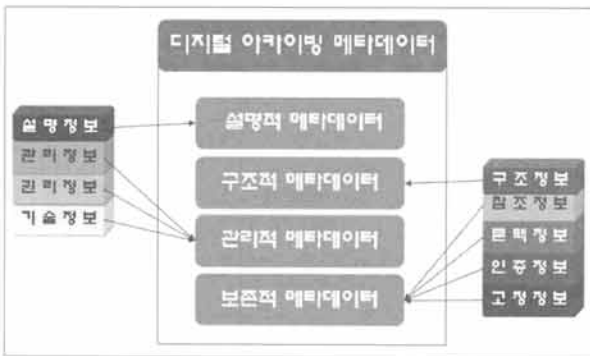 디지털 아카이빙 메타데이터
설명적 메타데이터
구조적 메타데이터
관리적 메타데이터
보존적 메타데이터
설명정보
관리정보
권리정보
기술정보
구조정보
참조정보
맥락정보
인증정보
고정정보